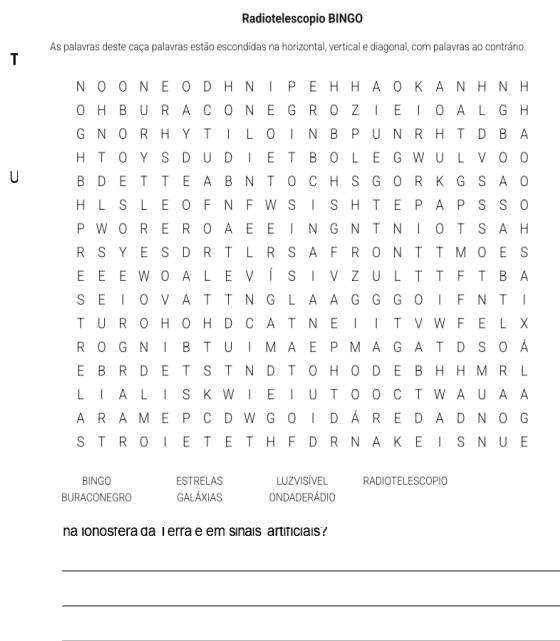 Radiotelescopio BINGO
As palavras deste caça palavras estão escondidas na horizontal, vertical e diagonal, com palavras ao contrário.
T
N O O N E O D H N I P E H H A O K A N H N H
O H B U R A C O N E G R O Z I E I O A L G H
G N O R H Y T I L O I N B P U N R H T D B A
H T O Y S D U D I E T B O L E G W U L V O O
U
B D E T T E A B N T O C H S G O R K G S A O
H L S L E O F N F W S I S H T E P A P S S O
P W O R E R O A E E I N G N T N I O T S A H
R S Y E S D R T L R S A F R O N T T M O E S
E E E W O A L E V Í S I V Z U L T T F T B A
S E I O V A T T N G L A A G G G O I F N T I
T U R O H O H D C A T N E I I T V W F E L X
R O G N I B T U I M A E P M A G A T D S O Á
E B R D E T S T N D T O H O D E B H H M R L
L I A L I S K W I E I U T O O C T W A U A A
A R A M E P C D W G O I D Á R E D A D N O G
S T R O I E T E T H F D R N A K E I S N U E
BINGO ESTRELAS LUZVISÍVEL RADIOTELESCOPIO
BURACONEGRO GALÁXIAS ONDADERÁDIO
na ionosfera da Terra e em sinais artificiais?